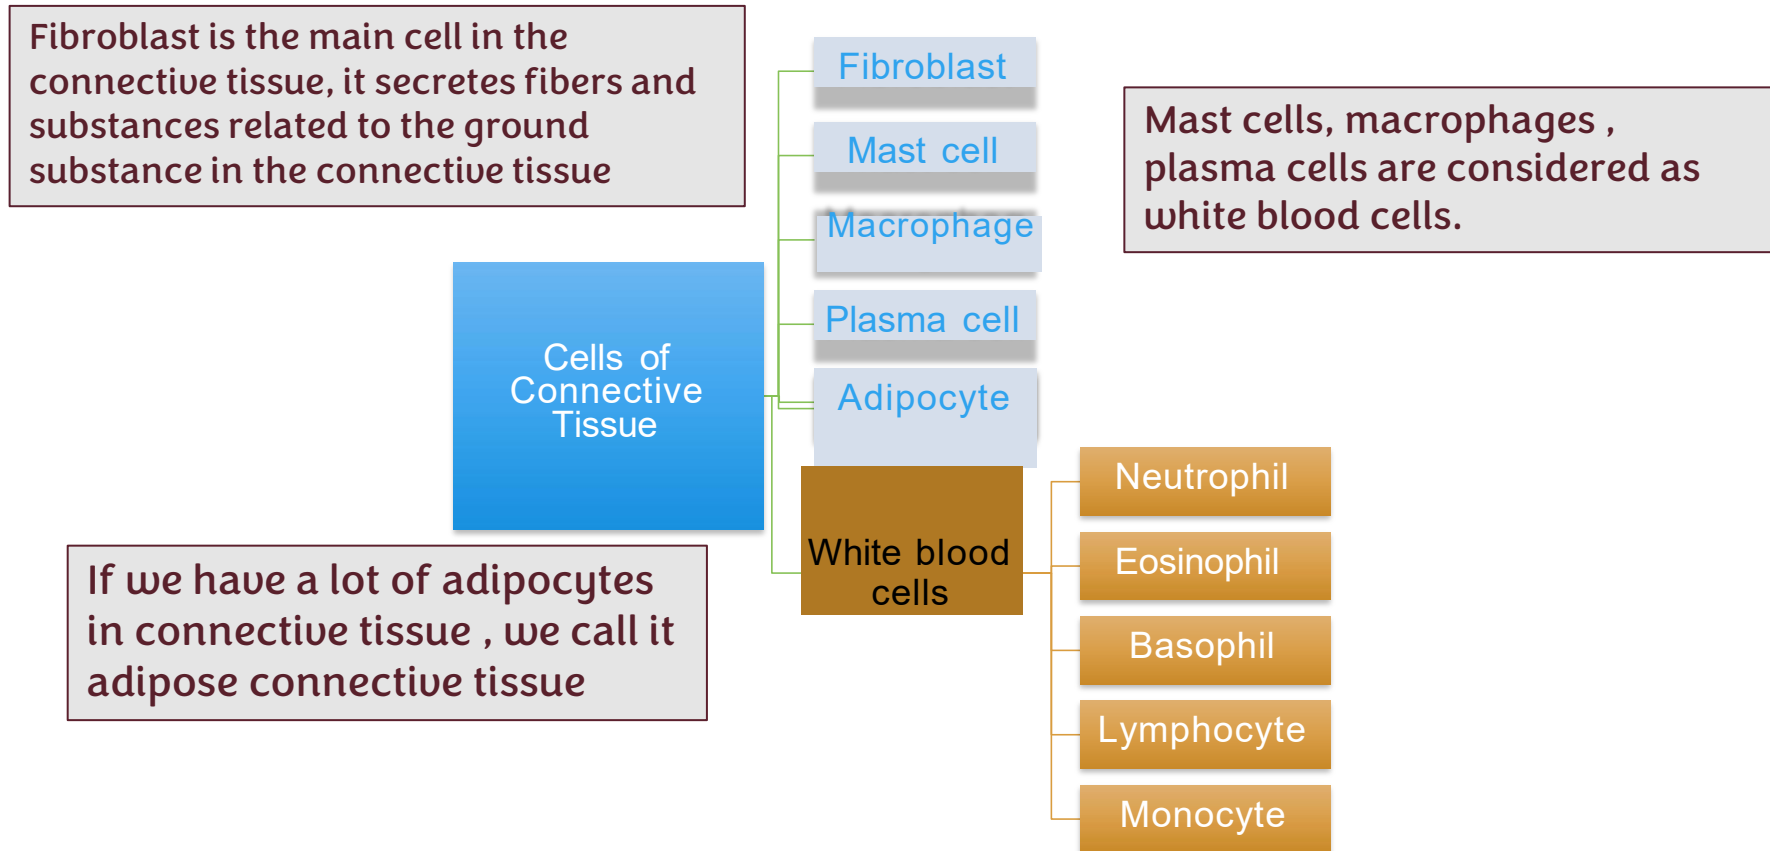 Fibroblast is the main cell in the
connective tissue, it secretes fibers and
substances related to the ground
substance in the connective tissue
Fibroblast
Mast cell
Macrophage
Plasma cell
Adipocyte
Mast cells, macrophages ,
plasma cells are considered as
white blood cells.
Cells of
Connective
Tissue
If we have a lot of adipocytes
in connective tissue , we call it
adipose connective tissue
White blood
cells
Neutrophil
Eosinophil
Basophil
Lymphocyte
Monocyte